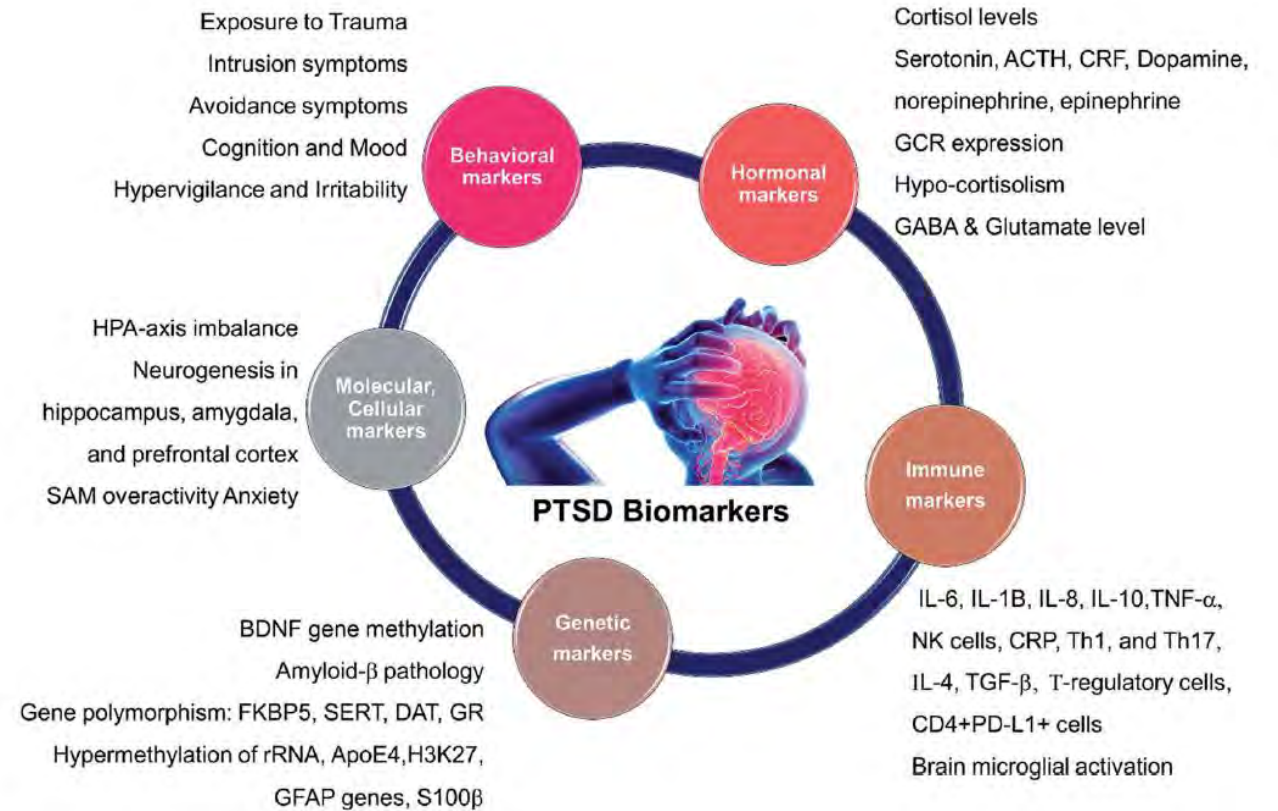 Exposure to Trauma
Intrusion symptoms
Avoidance symptoms
Cognition and Mood
Hypervigilance and Irritability
Behavioral
markers
Cortisol levels
Serotonin, ACTH, CRF, Dopamine,
norepinephrine, epinephrine
GCR expression
Hypo-cortisolism
GABA & Glutamate level
Hormonal
markers
HPA-axis imbalance
Neurogenesis in
hippocampus, amygdala,
and prefrontal cortex
SAM overactivity Anxiety
Molecular,
Cellular
markers
PTSD Biomarkers
Immune
markers
IL-6, IL-1B, IL-8, IL-10,TNF-α,
NK cells, CRP, Th1, and Th17,
IL-4, TGF-β, T-regulatory cells,
CD4+PD-L1+ cells
Brain microglial activation
Genetic
markers
BDNF gene methylation
Amyloid-β pathology
Gene polymorphism: FKBP5, SERT, DAT, GR
Hypermethylation of rRNA, ApoE4,H3K27,
GFAP genes, S100β